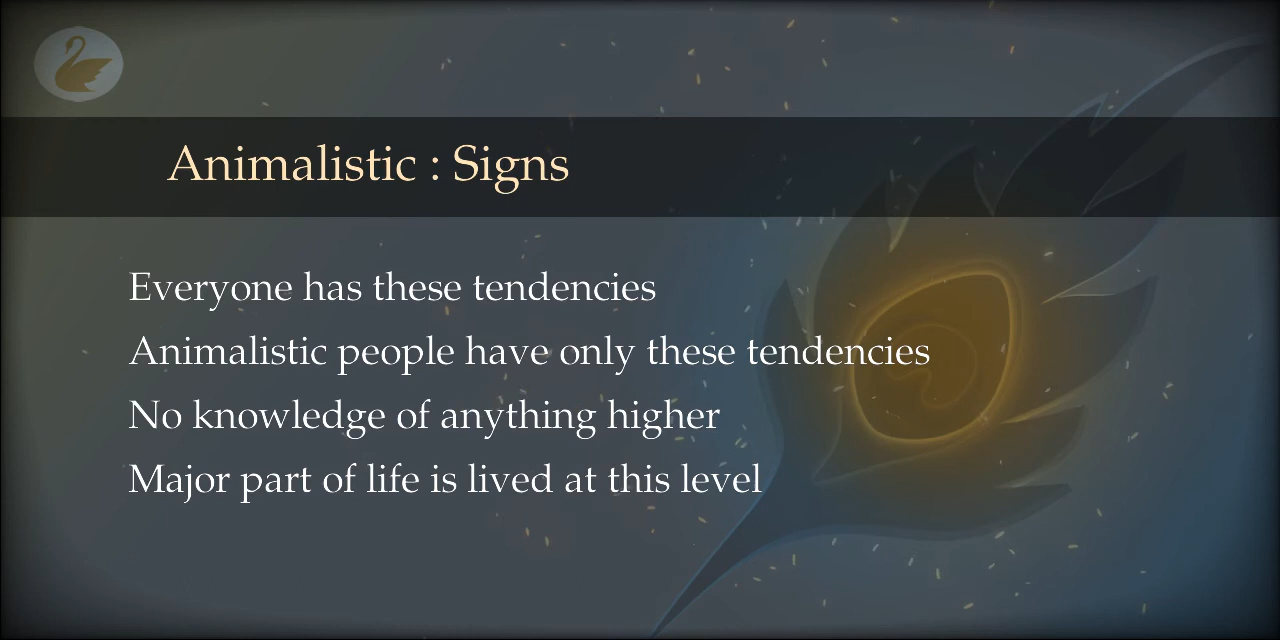 Animalistic : Signs
Everyone has these tendencies
Animalistic people have only these tendencies
No knowledge of anything higher
Major part of life is lived at this level